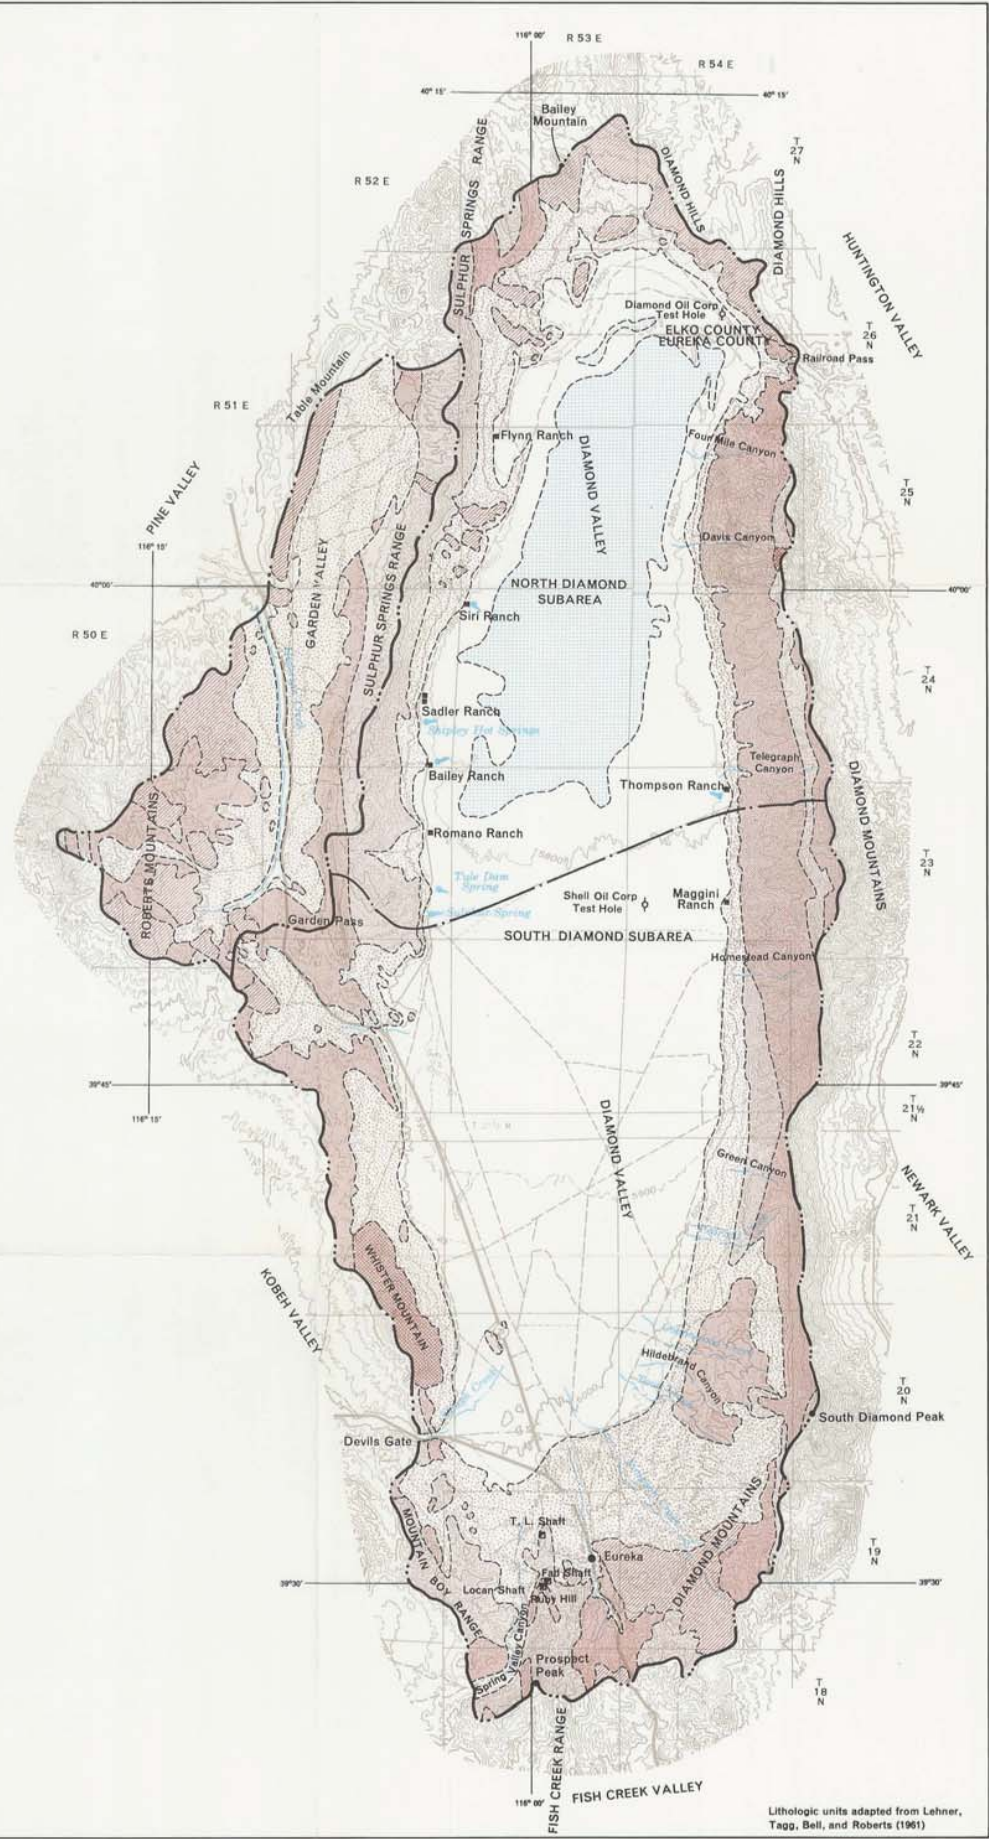 116° 00'
R 53 E
R 54 E
40° 15'
40° 15'
Bailey
Mountain
T
27
N
SULPHUR SPRINGS RANGE
DIAMOND HILLS
DIAMOND HILLS
R 52 E
HUNTINGTON VALLEY
Diamond Oil Corp
Test Hole
ELKO COUNTY
EUREKA COUNTY
T
26
N
Railroad Pass
Table Mountain
R 51 E
Flynn Ranch
Four Mile Canyon
DIAMOND VALLEY
PINE VALLEY
T
25
N
116° 15'
Davis Canyon
40°00'
40°00'
NORTH DIAMOND
SUBAREA
GARDEN VALLEY
SULPHUR SPRINGS RANGE
Siri Ranch
R 50 E
T
24
N
Sadler Ranch
Shipley Hot Springs
Telegraph
Canyon
Bailey Ranch
Thompson Ranch
DIAMOND MOUNTAINS
ROBERTS MOUNTAINS
Romano Ranch
5800
T
23
N
Tule Dam
Spring
Shell Oil Corp
Test Hole
Maggini
Ranch
Sulphur Spring
Garden Pass
SOUTH DIAMOND SUBAREA
Homestead Canyon
T
22
N
39°45'
39°45'
116° 15'
T
21½
N
DIAMOND VALLEY
Green Canyon
5900
NEWARK VALLEY
T
21
N
WHISTER MOUNTAIN
KOBEH VALLEY
Hildebrand Canyon
T
20
N
6000
South Diamond Peak
Devils Gate
T. L. Shaft
DIAMOND MOUNTAINS
MOUNTAIN BOY RANGE
T
19
N
Eureka
Fad Shaft
39°30'
39°30'
Locan Shaft
Ruby Hill
Spring Valley Canyon
Prospect
Peak
T
18
N
FISH CREEK RANGE
116° 00'
FISH CREEK VALLEY
Lithologic units adapted from Lehner,
Tagg, Bell, and Roberts (1961)